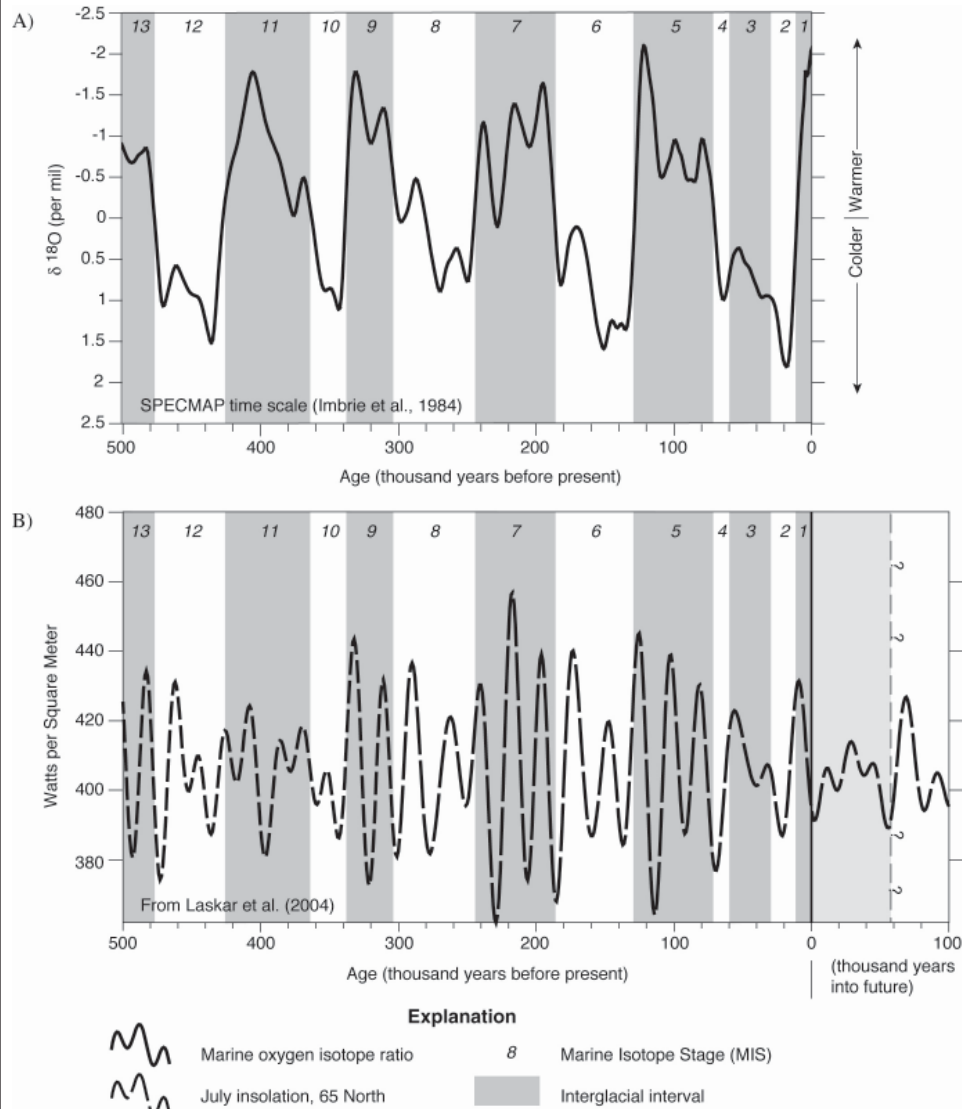 A)
-2.5
-2
-1.5
-1
-0.5
0
0.5
1
1.5
2
2.5
δ 18O (per mil)
13 12 11 10 9 8 7 6 5 4 3 2 1
Colder Warmer
SPECMAP time scale (Imbrie et al., 1984)
500 400 300 200 100 0
Age (thousand years before present)
B)
480
460
440
420
400
380
Watts per Square Meter
13 12 11 10 9 8 7 6 5 4 3 2 1
?
?
?
?
From Laskar et al. (2004)
500 400 300 200 100 0 100
Age (thousand years before present)
(thousand years
into future)
Explanation
Marine oxygen isotope ratio
8 Marine Isotope Stage (MIS)
July insolation, 65 North
Interglacial interval